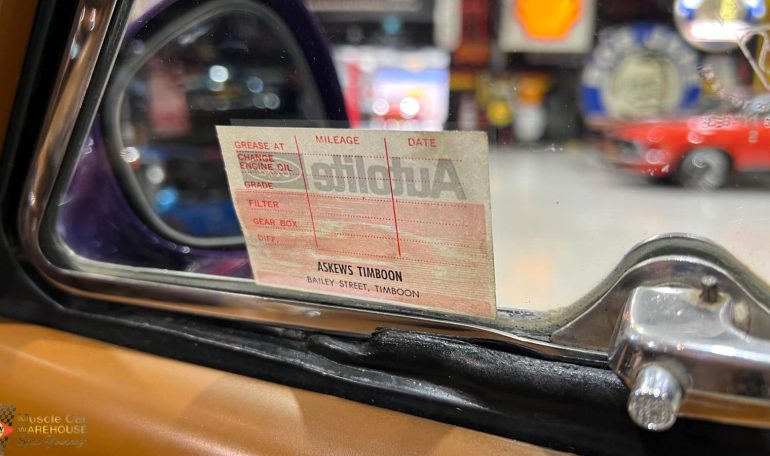 GREASE AT MILEAGE DATE
CHANGE
ENGINE OIL
Autolite
GRADE
FILTER
GEAR BOX
DIFF.
ASKEWS TIMBOON
BAILEY STREET, TIMBOON
Muscle Car
WAREHOUSE